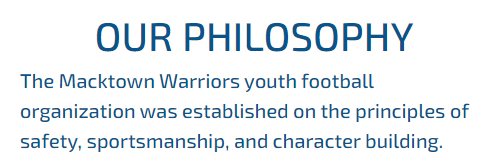 OUR PHILOSOPHY
The Macktown Warriors youth football
organization was established on the principles of
safety, sportsmanship, and character building.